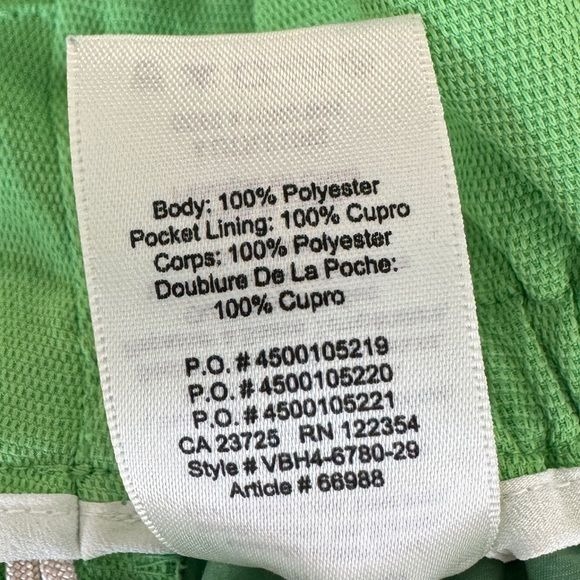 Body: 100% Polyester
Pocket Lining: 100% Cupro
Corps: 100% Polyester
Doublure De La Poche:
100% Cupro
P.O. # 4500105219
P.O. # 4500105220
P.O. # 4500105221
CA 23725 RN 122354
Style # VBH4-6780-29
Article # 66988